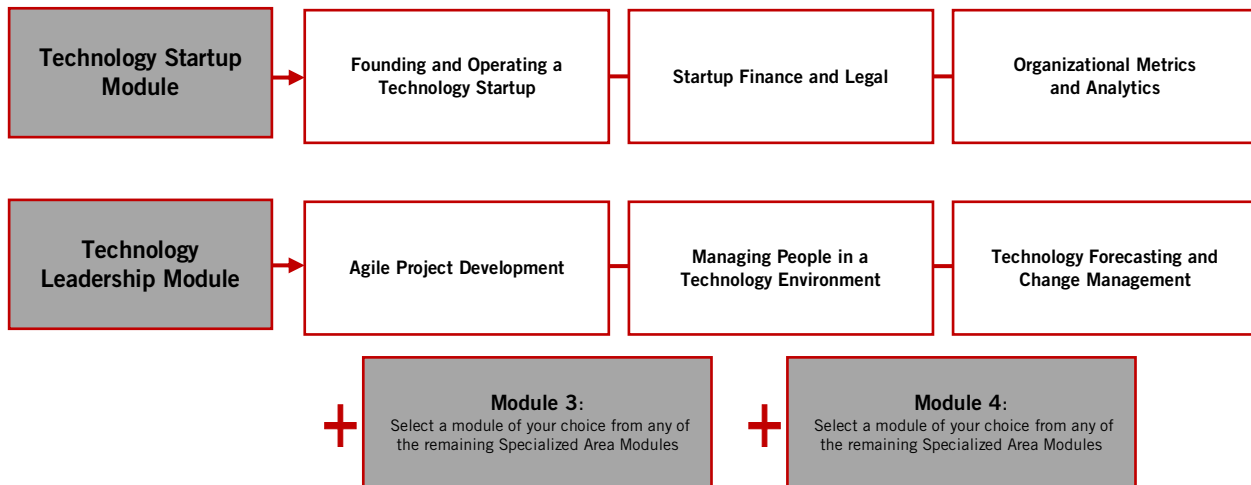 Technology Startup
Module
Founding and Operating a
Technology Startup
Startup Finance and Legal
Organizational Metrics
and Analytics
Technology
Leadership Module
Agile Project Development
Managing People in a
Technology Environment
Technology Forecasting and
Change Management
+
Module 3:
Select a module of your choice from any of
the remaining Specialized Area Modules
+
Module 4:
Select a module of your choice from any of
the remaining Specialized Area Modules